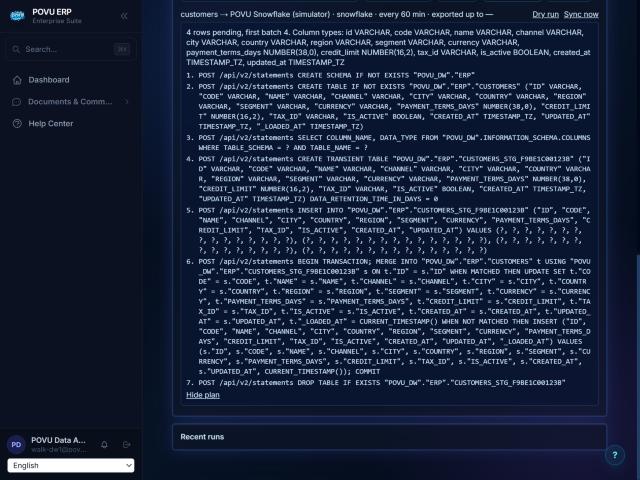 POVU ERP
Enterprise Suite
Search...
⌘K
Dashboard
Documents & Comm...
Help Center
POVU Data A...
PD
walk-dw1@pov...
English
customers → POVU Snowflake (simulator) · snowflake · every 60 min · exported up to —
Dry run Sync now
4 rows pending, first batch 4. Column types: id VARCHAR, code VARCHAR, name VARCHAR, channel VARCHAR,
city VARCHAR, country VARCHAR, region VARCHAR, segment VARCHAR, currency VARCHAR,
payment_terms_days NUMBER(38,0), credit_limit NUMBER(16,2), tax_id VARCHAR, is_active BOOLEAN, created_at
TIMESTAMP_TZ, updated_at TIMESTAMP_TZ
1. POST /api/v2/statements CREATE SCHEMA IF NOT EXISTS "POVU_DW"."ERP"
2. POST /api/v2/statements CREATE TABLE IF NOT EXISTS "POVU_DW"."ERP"."CUSTOMERS" ("ID" VARCHAR,
"CODE" VARCHAR, "NAME" VARCHAR, "CHANNEL" VARCHAR, "CITY" VARCHAR, "COUNTRY" VARCHAR, "REGION"
VARCHAR, "SEGMENT" VARCHAR, "CURRENCY" VARCHAR, "PAYMENT_TERMS_DAYS" NUMBER(38,0), "CREDIT_LIMI
T" NUMBER(16,2), "TAX_ID" VARCHAR, "IS_ACTIVE" BOOLEAN, "CREATED_AT" TIMESTAMP_TZ, "UPDATED_AT"
TIMESTAMP_TZ, "_LOADED_AT" TIMESTAMP_TZ)
3. POST /api/v2/statements SELECT COLUMN_NAME, DATA_TYPE FROM "POVU_DW".INFORMATION_SCHEMA.COLUMNS
WHERE TABLE_SCHEMA = ? AND TABLE_NAME = ?
4. POST /api/v2/statements CREATE TRANSIENT TABLE "POVU_DW"."ERP"."CUSTOMERS_STG_F9BE1C00123B" ("I
D" VARCHAR, "CODE" VARCHAR, "NAME" VARCHAR, "CHANNEL" VARCHAR, "CITY" VARCHAR, "COUNTRY" VARCHA
R, "REGION" VARCHAR, "SEGMENT" VARCHAR, "CURRENCY" VARCHAR, "PAYMENT_TERMS_DAYS" NUMBER(38,0),
"CREDIT_LIMIT" NUMBER(16,2), "TAX_ID" VARCHAR, "IS_ACTIVE" BOOLEAN, "CREATED_AT" TIMESTAMP_TZ,
"UPDATED_AT" TIMESTAMP_TZ) DATA_RETENTION_TIME_IN_DAYS = 0
5. POST /api/v2/statements INSERT INTO "POVU_DW"."ERP"."CUSTOMERS_STG_F9BE1C00123B" ("ID", "CODE",
"NAME", "CHANNEL", "CITY", "COUNTRY", "REGION", "SEGMENT", "CURRENCY", "PAYMENT_TERMS_DAYS", "C
REDIT_LIMIT", "TAX_ID", "IS_ACTIVE", "CREATED_AT", "UPDATED_AT") VALUES (?, ?, ?, ?, ?, ?, ?,
?, ?, ?, ?, ?, ?, ?, ?), (?, ?, ?, ?, ?, ?, ?, ?, ?, ?, ?, ?, ?, ?, ?), (?, ?, ?, ?, ?, ?, ?,
?, ?, ?, ?, ?, ?, ?, ?), (?, ?, ?, ?, ?, ?, ?, ?, ?, ?, ?, ?, ?, ?, ?)
6. POST /api/v2/statements BEGIN TRANSACTION; MERGE INTO "POVU_DW"."ERP"."CUSTOMERS" t USING "POVU
_DW"."ERP"."CUSTOMERS_STG_F9BE1C00123B" s ON t."ID" = s."ID" WHEN MATCHED THEN UPDATE SET t."CO
DE" = s."CODE", t."NAME" = s."NAME", t."CHANNEL" = s."CHANNEL", t."CITY" = s."CITY", t."COUNTR
Y" = s."COUNTRY", t."REGION" = s."REGION", t."SEGMENT" = s."SEGMENT", t."CURRENCY" = s."CURREN
CY", t."PAYMENT_TERMS_DAYS" = s."PAYMENT_TERMS_DAYS", t."CREDIT_LIMIT" = s."CREDIT_LIMIT", t."TA
X_ID" = s."TAX_ID", t."IS_ACTIVE" = s."IS_ACTIVE", t."CREATED_AT" = s."CREATED_AT", t."UPDATED_
AT" = s."UPDATED_AT", t."_LOADED_AT" = CURRENT_TIMESTAMP() WHEN NOT MATCHED THEN INSERT ("ID",
"CODE", "NAME", "CHANNEL", "CITY", "COUNTRY", "REGION", "SEGMENT", "CURRENCY", "PAYMENT_TERMS_D
AYS", "CREDIT_LIMIT", "TAX_ID", "IS_ACTIVE", "CREATED_AT", "UPDATED_AT", "_LOADED_AT") VALUES
(s."ID", s."CODE", s."NAME", s."CHANNEL", s."CITY", s."COUNTRY", s."REGION", s."SEGMENT", s."CU
RRENCY", s."PAYMENT_TERMS_DAYS", s."CREDIT_LIMIT", s."TAX_ID", s."IS_ACTIVE", s."CREATED_AT",
s."UPDATED_AT", CURRENT_TIMESTAMP()); COMMIT
7. POST /api/v2/statements DROP TABLE IF EXISTS "POVU_DW"."ERP"."CUSTOMERS_STG_F9BE1C00123B"
Hide plan
Recent runs
?